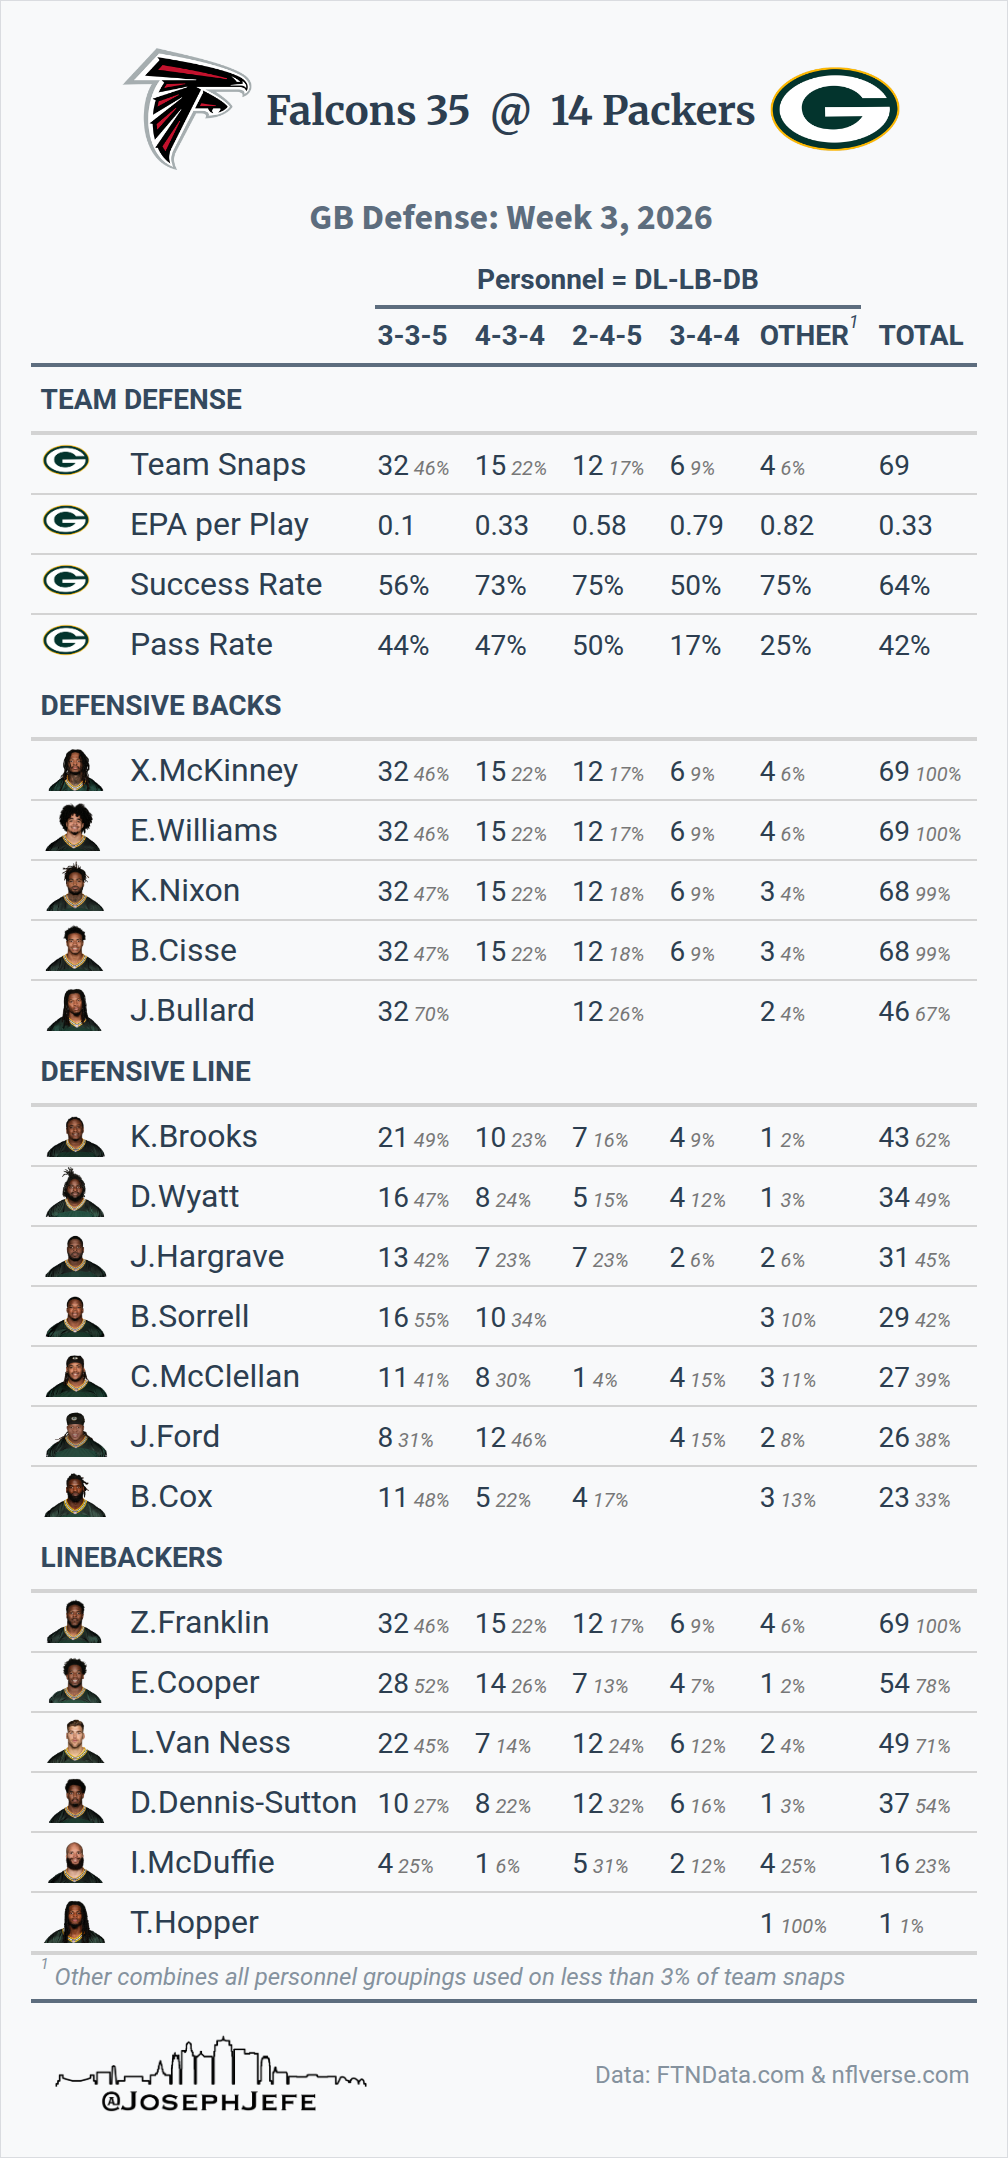 Falcons 35 @ 14 Packers
GB Defense: Week 3, 2026
Personnel = DL-LB-DB
3-3-5 4-3-4 2-4-5 3-4-4 OTHER1 TOTAL
TEAM DEFENSE
Team Snaps 32 46% 15 22% 12 17% 6 9% 4 6% 69
EPA per Play 0.1 0.33 0.58 0.79 0.82 0.33
Success Rate 56% 73% 75% 50% 75% 64%
Pass Rate 44% 47% 50% 17% 25% 42%
DEFENSIVE BACKS
X.McKinney 32 46% 15 22% 12 17% 6 9% 4 6% 69 100%
E.Williams 32 46% 15 22% 12 17% 6 9% 4 6% 69 100%
K.Nixon 32 47% 15 22% 12 18% 6 9% 3 4% 68 99%
B.Cisse 32 47% 15 22% 12 18% 6 9% 3 4% 68 99%
J.Bullard 32 70% 12 26% 2 4% 46 67%
DEFENSIVE LINE
K.Brooks 21 49% 10 23% 7 16% 4 9% 1 2% 43 62%
D.Wyatt 16 47% 8 24% 5 15% 4 12% 1 3% 34 49%
J.Hargrave 13 42% 7 23% 7 23% 2 6% 2 6% 31 45%
B.Sorrell 16 55% 10 34% 3 10% 29 42%
C.McClellan 11 41% 8 30% 1 4% 4 15% 3 11% 27 39%
J.Ford 8 31% 12 46% 4 15% 2 8% 26 38%
B.Cox 11 48% 5 22% 4 17% 3 13% 23 33%
LINEBACKERS
Z.Franklin 32 46% 15 22% 12 17% 6 9% 4 6% 69 100%
E.Cooper 28 52% 14 26% 7 13% 4 7% 1 2% 54 78%
L.Van Ness 22 45% 7 14% 12 24% 6 12% 2 4% 49 71%
D.Dennis-Sutton 10 27% 8 22% 12 32% 6 16% 1 3% 37 54%
I.McDuffie 4 25% 1 6% 5 31% 2 12% 4 25% 16 23%
T.Hopper 1 100% 1 1%
1 Other combines all personnel groupings used on less than 3% of team snaps
@JOSEPHJEFE
Data: FTNData.com & nflverse.com